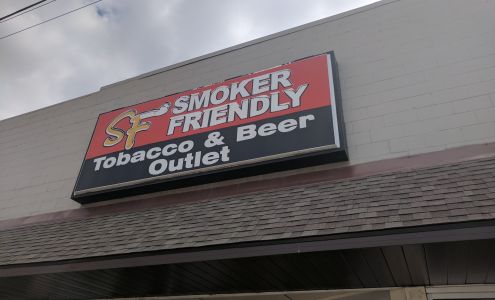 SF SMOKER
FRIENDLY
Tobacco & Beer
Outlet